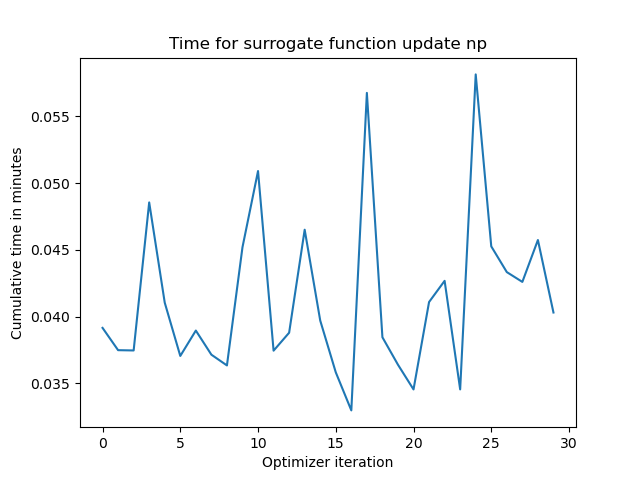 Time for surrogate function update np
Cumulative time in minutes
0.055
0.050
0.045
0.040
0.035
0 5 10 15 20 25 30
Optimizer iteration